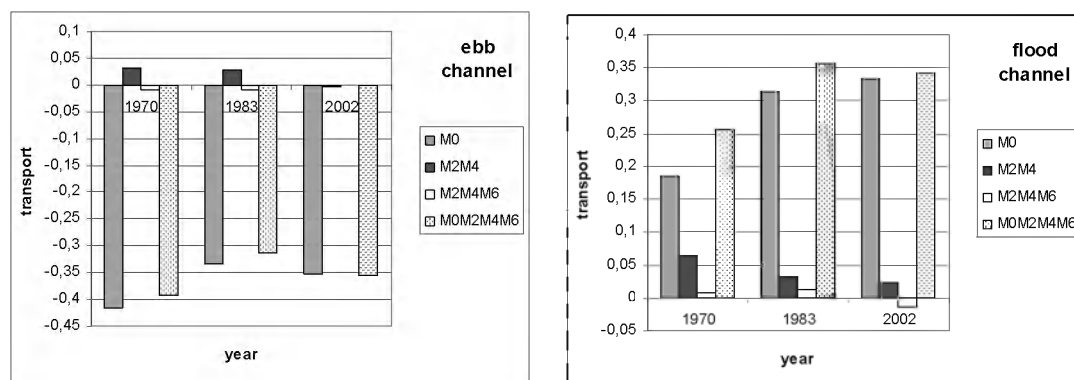 0,1
0,05
0
-0,05
-0,1
-0,15
-0,2
-0,25
-0,3
-0,35
-0,4
-0,45
transport
1970
1983
2002
year
ebb
channel
M0
M2M4
M2M4M6
M0M2M4M6
0,4
0,35
0,3
0,25
0,2
0,15
0,1
0,05
0
-0,05
transport
1970
1983
2002
year
flood
channel
M0
M2M4
M2M4M6
M0M2M4M6